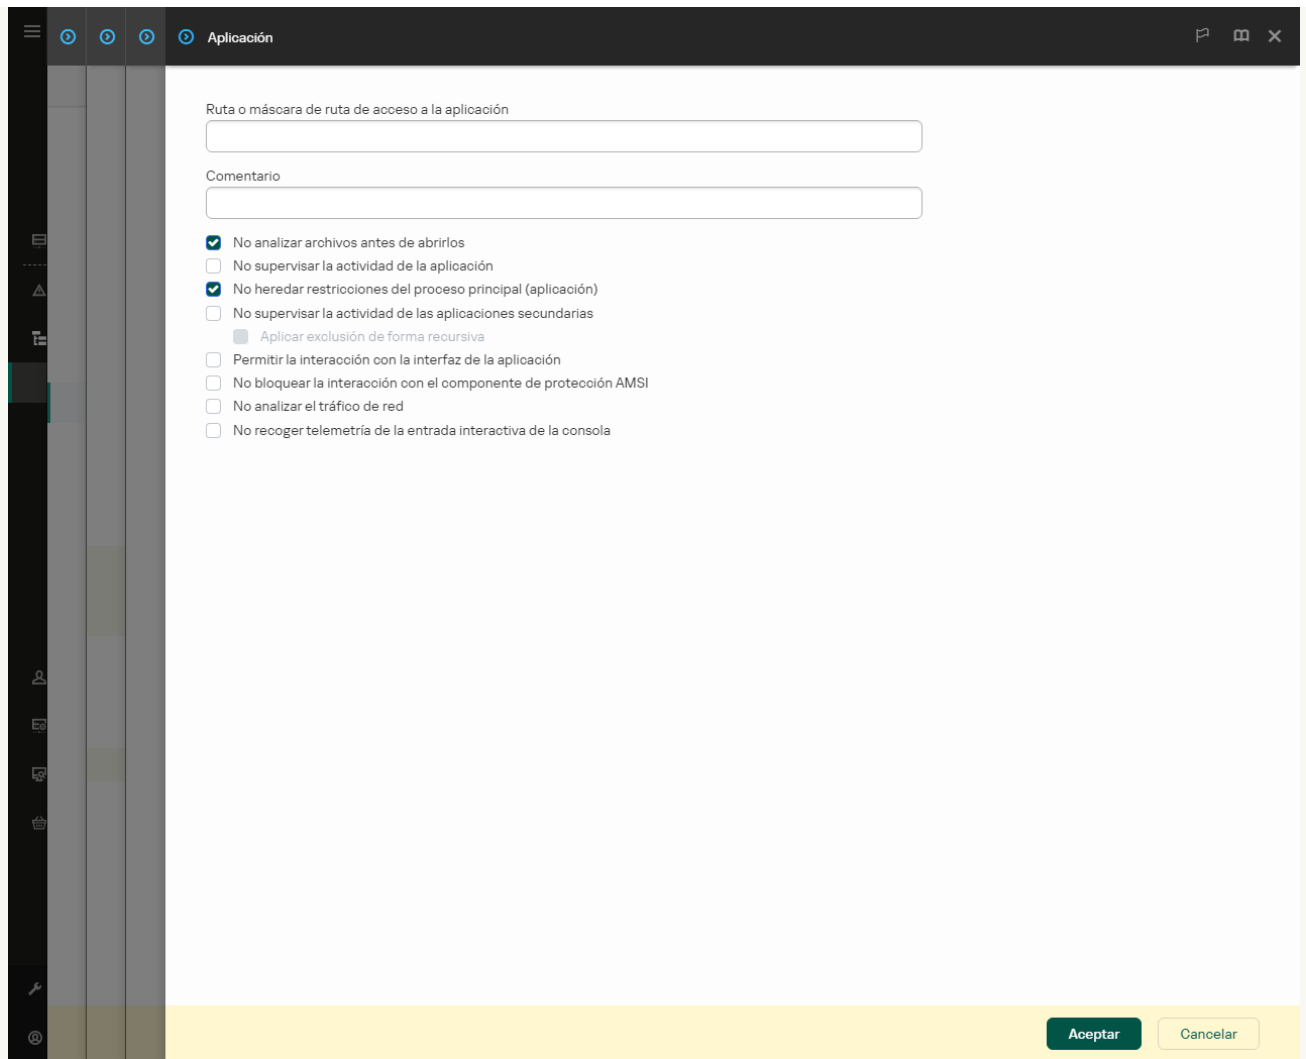 Aplicación
Ruta o máscara de ruta de acceso a la aplicación
Comentario
No analizar archivos antes de abrirlos
No supervisar la actividad de la aplicación
No heredar restricciones del proceso principal (aplicación)
No supervisar la actividad de las aplicaciones secundarias
Aplicar exclusión de forma recursiva
Permitir la interacción con la interfaz de la aplicación
No bloquear la interacción con el componente de protección AMSI
No analizar el tráfico de red
No recoger telemetría de la entrada interactiva de la consola
Aceptar Cancelar